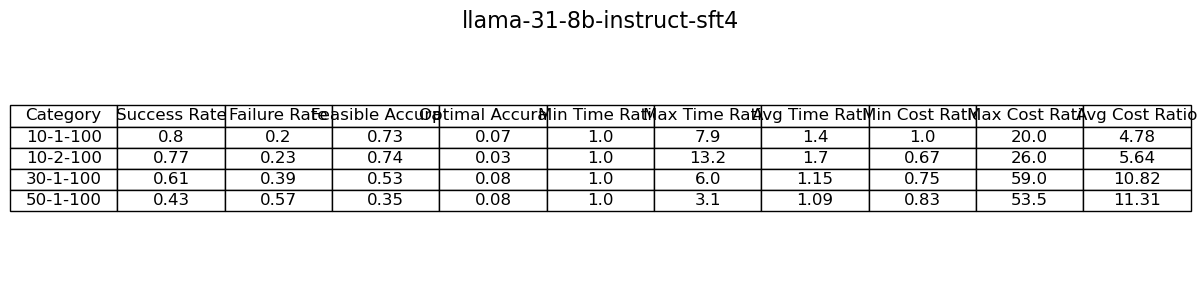 llama-31-8b-instruct-sft4
Category Success Rate Failure Rate Feasible Accura Optimal Accura Min Time Rati Max Time Rati Avg Time Rati Min Cost Rati Max Cost Rati Avg Cost Ratio
10-1-100 0.8 0.2 0.73 0.07 1.0 7.9 1.4 1.0 20.0 4.78
10-2-100 0.77 0.23 0.74 0.03 1.0 13.2 1.7 0.67 26.0 5.64
30-1-100 0.61 0.39 0.53 0.08 1.0 6.0 1.15 0.75 59.0 10.82
50-1-100 0.43 0.57 0.35 0.08 1.0 3.1 1.09 0.83 53.5 11.31